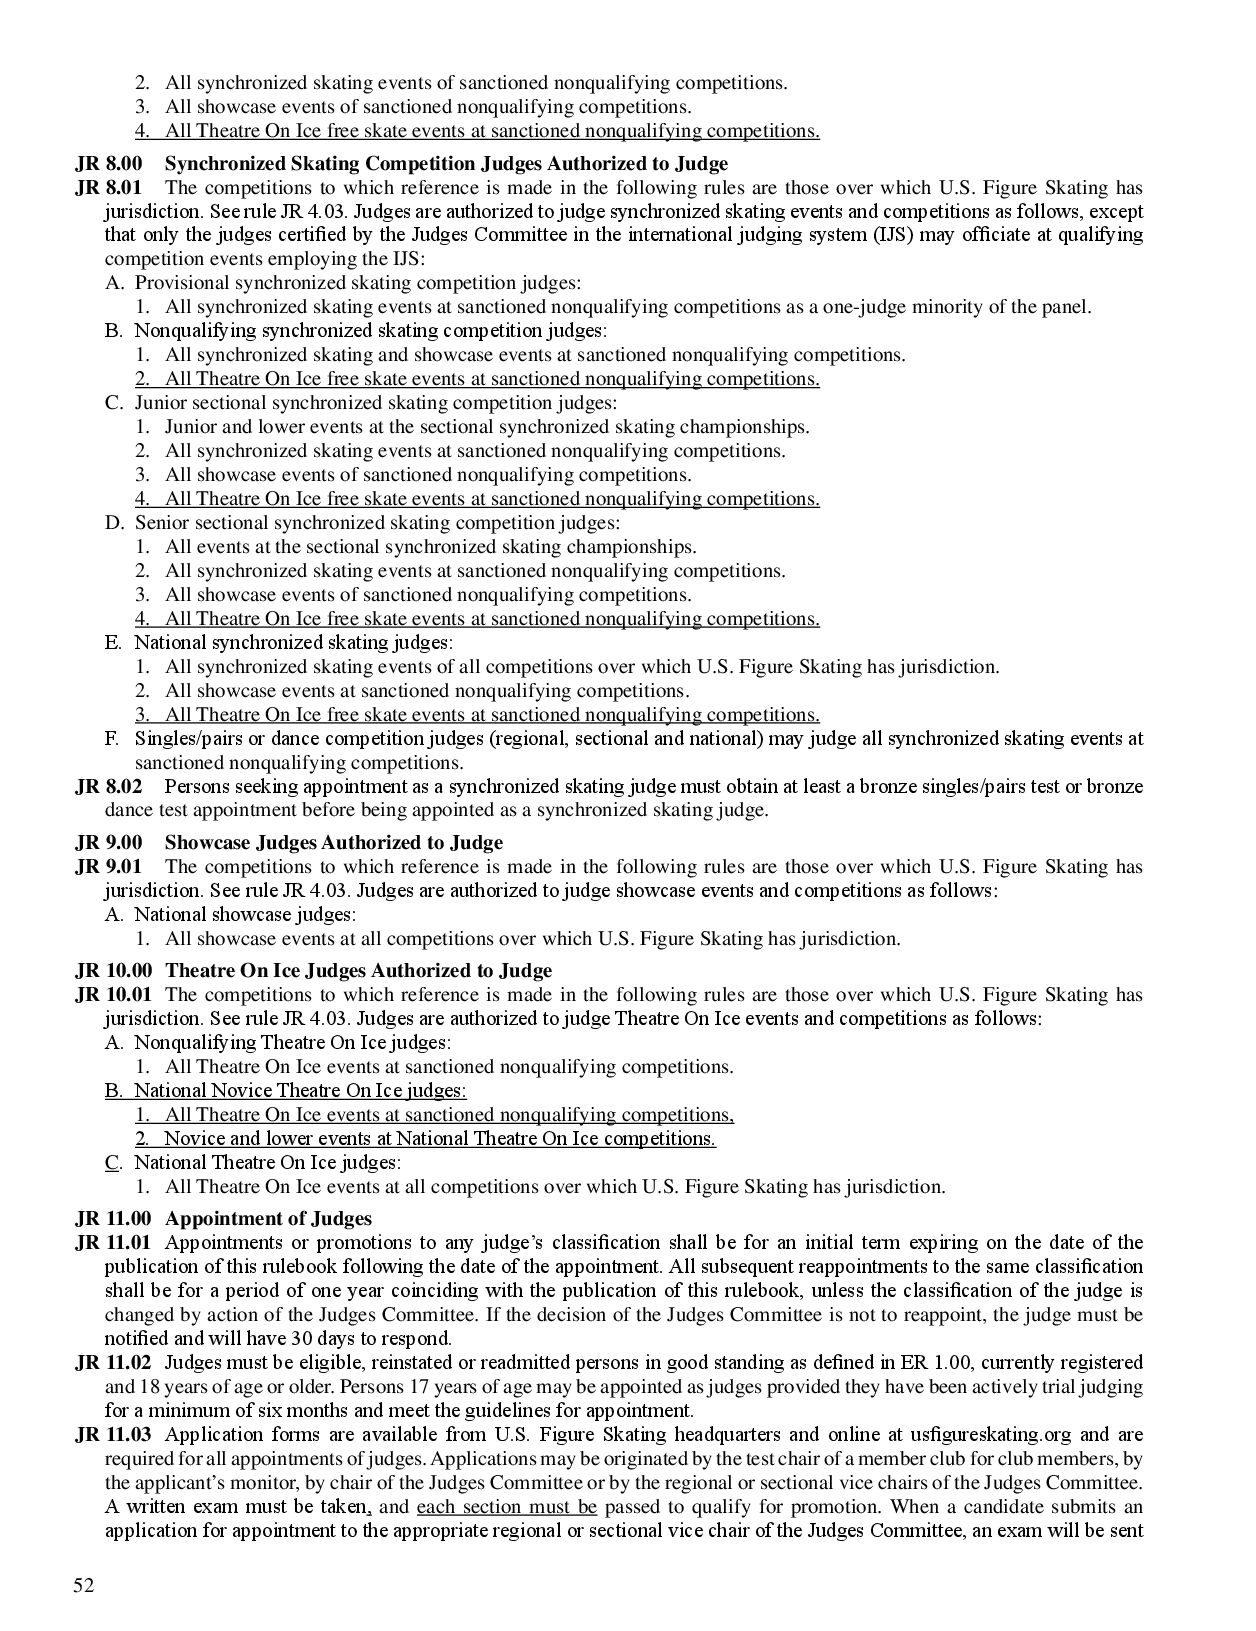 2. All synchronized skating events of sanctioned nonqualifying competitions.
3. All showcase events of sanctioned nonqualifying competitions.
4. All Theatre On Ice free skate events at sanctioned nonqualifying competitions.
JR 8.00 Synchronized Skating Competition Judges Authorized to Judge
JR 8.01 The competitions to which reference is made in the following rules are those over which U.S. Figure Skating has
jurisdiction. See rule JR 4.03. Judges are authorized to judge synchronized skating events and competitions as follows, except
that only the judges certified by the Judges Committee in the international judging system (IJS) may officiate at qualifying
competition events employing the IJS:
A. Provisional synchronized skating competition judges:
1. All synchronized skating events at sanctioned nonqualifying competitions as a one-judge minority of the panel.
B. Nonqualifying synchronized skating competition judges:
1. All synchronized skating and showcase events at sanctioned nonqualifying competitions.
2. All Theatre On Ice free skate events at sanctioned nonqualifying competitions.
C. Junior sectional synchronized skating competition judges:
1. Junior and lower events at the sectional synchronized skating championships.
2. All synchronized skating events at sanctioned nonqualifying competitions.
3. All showcase events of sanctioned nonqualifying competitions.
4. All Theatre On Ice free skate events at sanctioned nonqualifying competitions.
D. Senior sectional synchronized skating competition judges:
1. All events at the sectional synchronized skating championships.
2. All synchronized skating events at sanctioned nonqualifying competitions.
3. All showcase events of sanctioned nonqualifying competitions.
4. All Theatre On Ice free skate events at sanctioned nonqualifying competitions.
E. National synchronized skating judges:
1. All synchronized skating events of all competitions over which U.S. Figure Skating has jurisdiction.
2. All showcase events at sanctioned nonqualifying competitions.
3. All Theatre On Ice free skate events at sanctioned nonqualifying competitions.
F. Singles/pairs or dance competition judges (regional, sectional and national) may judge all synchronized skating events at
sanctioned nonqualifying competitions.
JR 8.02 Persons seeking appointment as a synchronized skating judge must obtain at least a bronze singles/pairs test or bronze
dance test appointment before being appointed as a synchronized skating judge.
JR 9.00 Showcase Judges Authorized to Judge
JR 9.01 The competitions to which reference is made in the following rules are those over which U.S. Figure Skating has
jurisdiction. See rule JR 4.03. Judges are authorized to judge showcase events and competitions as follows:
A. National showcase judges:
1. All showcase events at all competitions over which U.S. Figure Skating has jurisdiction.
JR 10.00 Theatre On Ice Judges Authorized to Judge
JR 10.01 The competitions to which reference is made in the following rules are those over which U.S. Figure Skating has
jurisdiction. See rule JR 4.03. Judges are authorized to judge Theatre On Ice events and competitions as follows:
A. Nonqualifying Theatre On Ice judges:
1. All Theatre On Ice events at sanctioned nonqualifying competitions.
B. National Novice Theatre On Ice judges:
1. All Theatre On Ice events at sanctioned nonqualifying competitions,
2. Novice and lower events at National Theatre On Ice competitions.
C. National Theatre On Ice judges:
1. All Theatre On Ice events at all competitions over which U.S. Figure Skating has jurisdiction.
JR 11.00 Appointment of Judges
JR 11.01 Appointments or promotions to any judge's classification shall be for an initial term expiring on the date of the
publication of this rulebook following the date of the appointment. All subsequent reappointments to the same classification
shall be for a period of one year coinciding with the publication of this rulebook, unless the classification of the judge is
changed by action of the Judges Committee. If the decision of the Judges Committee is not to reappoint, the judge must be
notified and will have 30 days to respond.
JR 11.02 Judges must be eligible, reinstated or readmitted persons in good standing as defined in ER 1.00, currently registered
and 18 years of age or older. Persons 17 years of age may be appointed as judges provided they have been actively trial judging
for a minimum of six months and meet the guidelines for appointment.
JR 11.03 Application forms are available from U.S. Figure Skating headquarters and online at usfigureskating.org and are
required for all appointments of judges. Applications may be originated by the test chair of a member club for club members, by
the applicant's monitor, by chair of the Judges Committee or by the regional or sectional vice chairs of the Judges Committee.
A written exam must be taken, and each section must be passed to qualify for promotion. When a candidate submits an
application for appointment to the appropriate regional or sectional vice chair of the Judges Committee, an exam will be sent
52